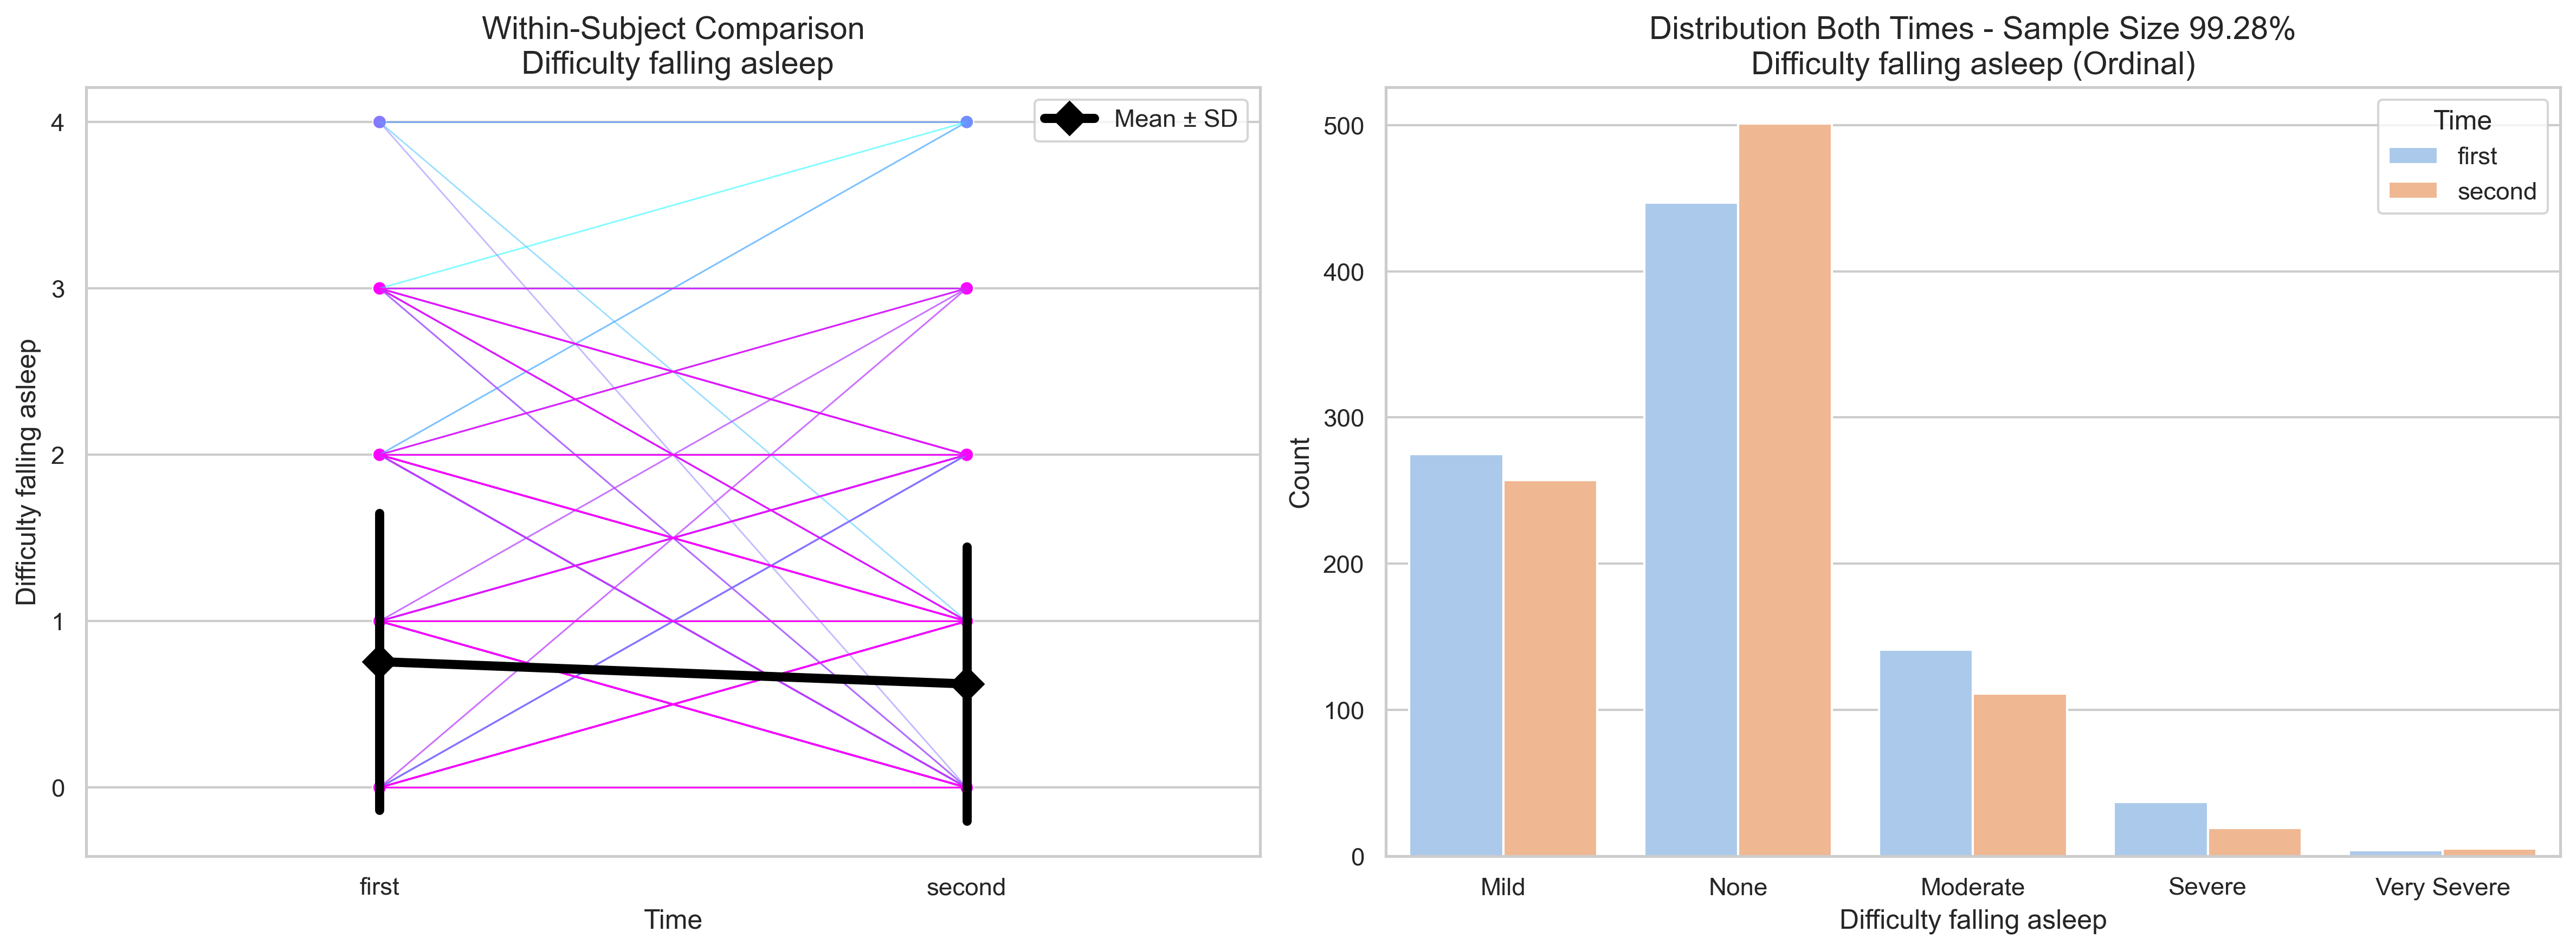 Within-Subject Comparison
Difficulty falling asleep
Difficulty falling asleep
4
3
2
1
0
Mean ± SD
first
second
Time
Distribution Both Times - Sample Size 99.28%
Difficulty falling asleep (Ordinal)
Count
500
400
300
200
100
0
Time
first
second
Mild
None
Moderate
Severe
Very Severe
Difficulty falling asleep